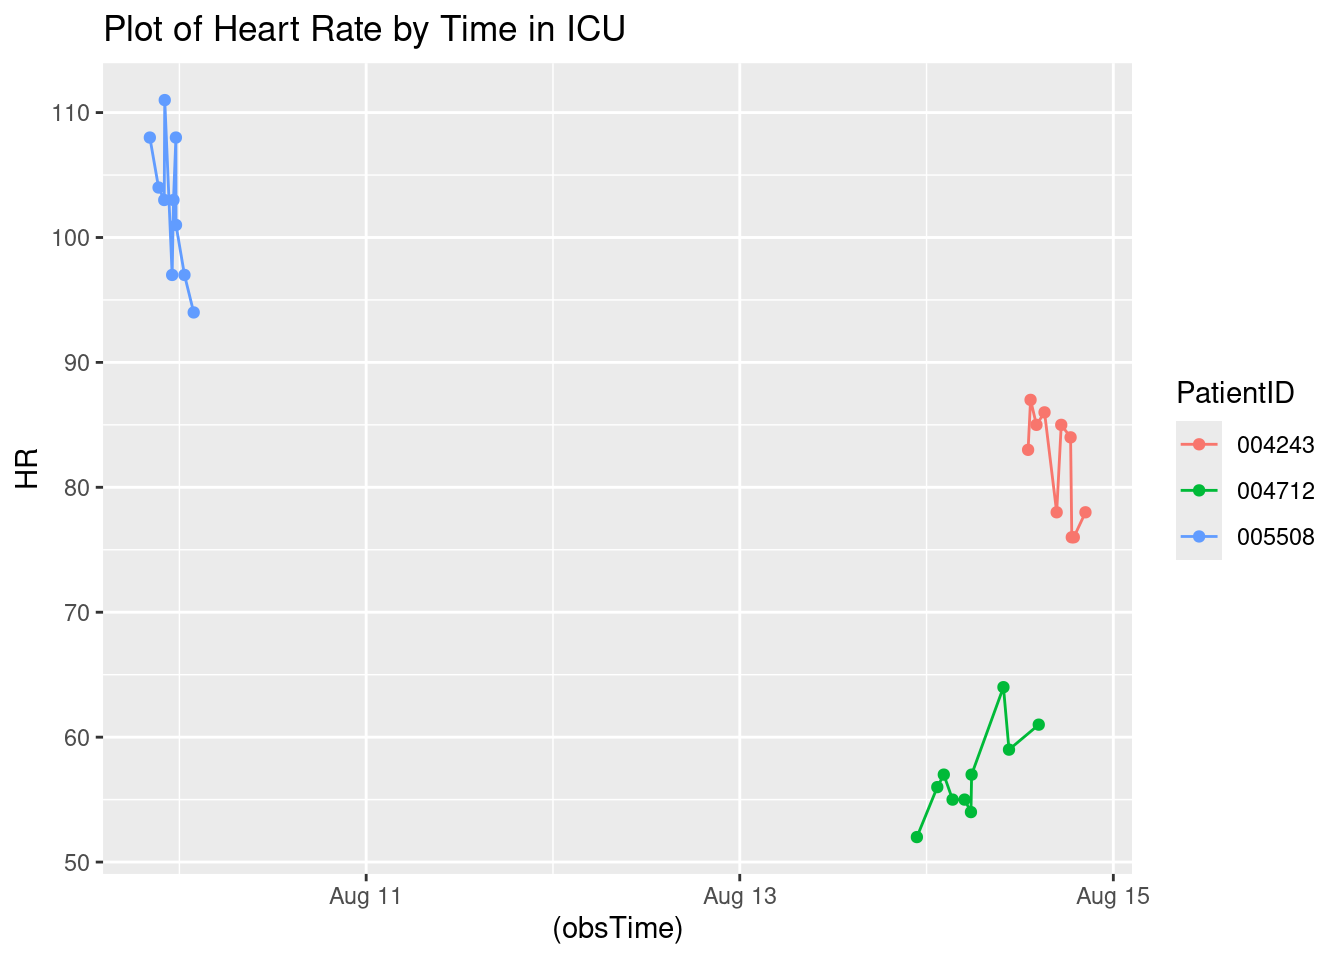 Plot of Heart Rate by Time in ICU
110
100
90
80
70
60
50
HR
Aug 11
Aug 13
Aug 15
(obsTime)
PatientID
004243
004712
005508